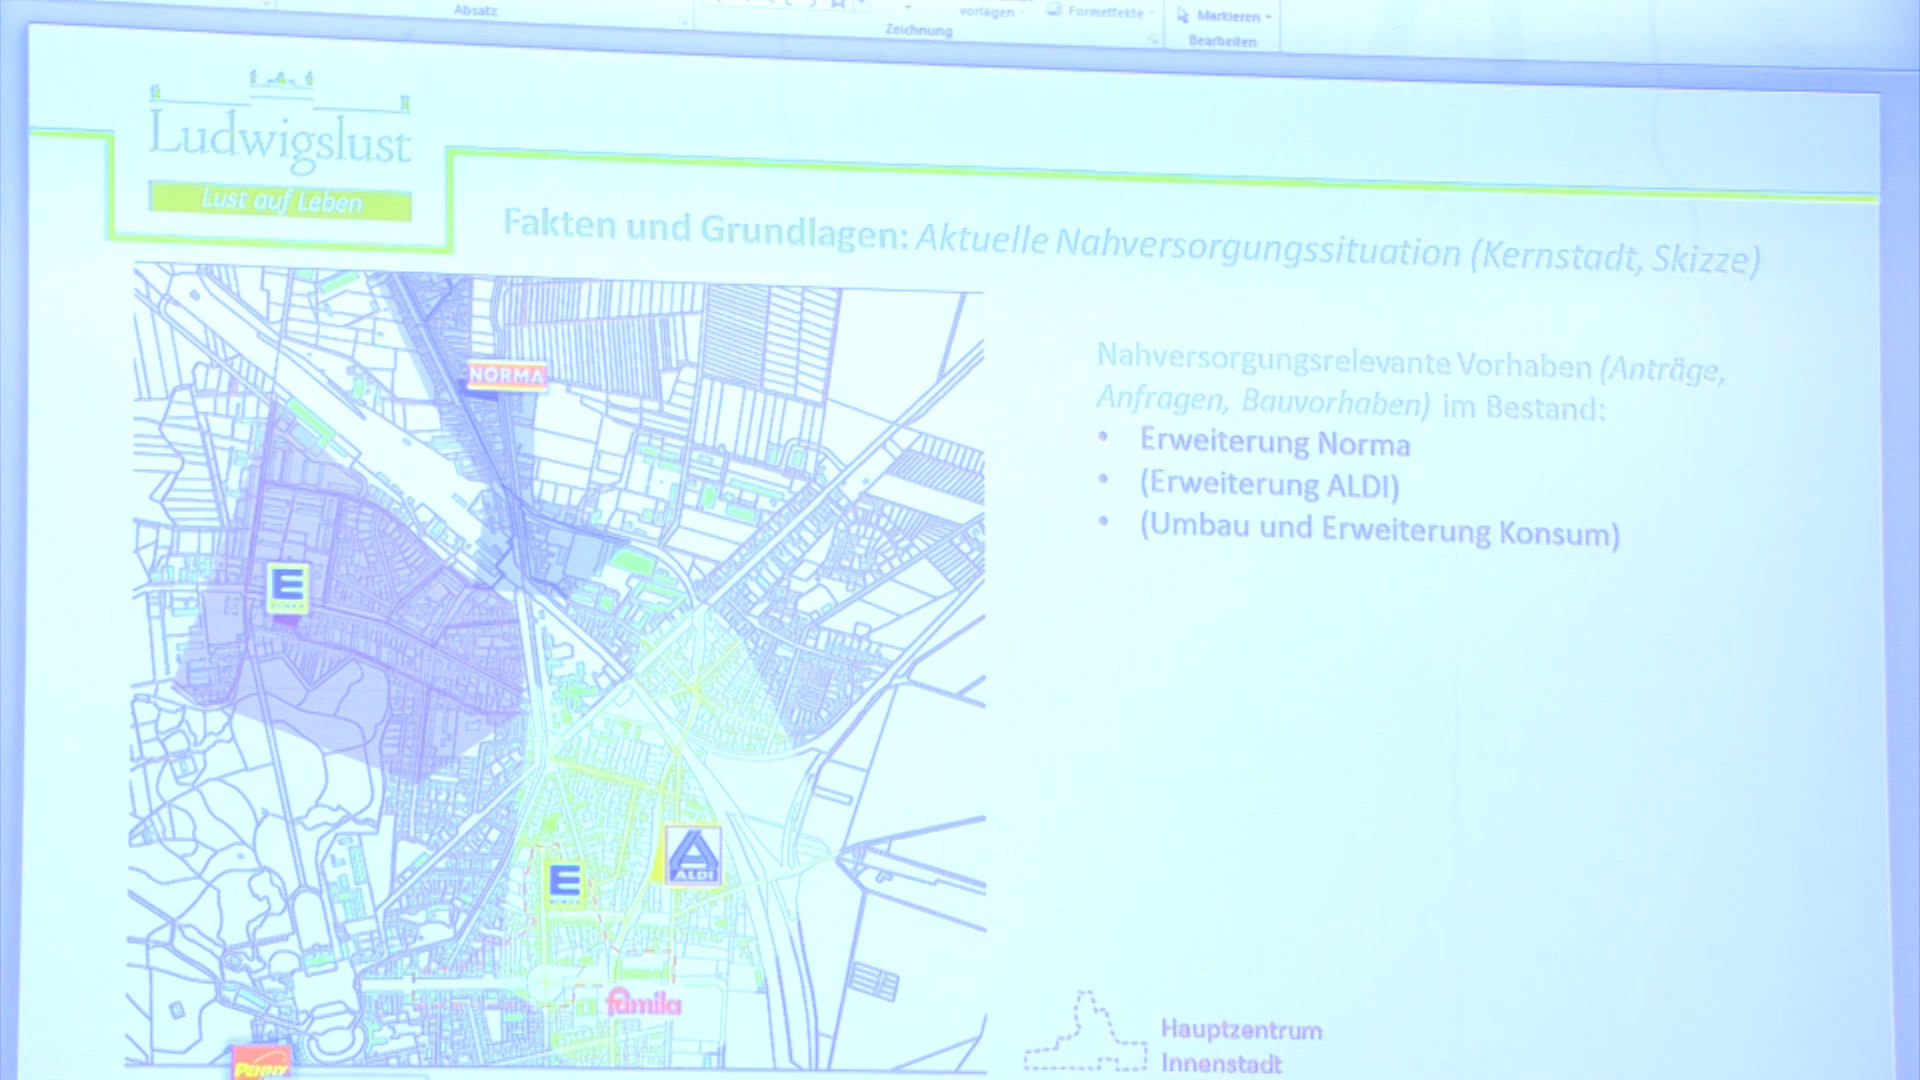 Absatz
vorlagen
Formeffekte
Markieren
Zeichnung
Bearbeiten
Ludwigslust
Lust auf Leben
Fakten und Grundlagen: Aktuelle Nahversorgungssituation (Kernstadt, Skizze)
NORMA
Nahversorgungsrelevante Vorhaben (Anträge,
Anfragen, Bauvorhaben) im Bestand:
• Erweiterung Norma
• (Erweiterung ALDI)
• (Umbau und Erweiterung Konsum)
E
E
ALDI
famila
PENNY
Hauptzentrum
Innenstadt